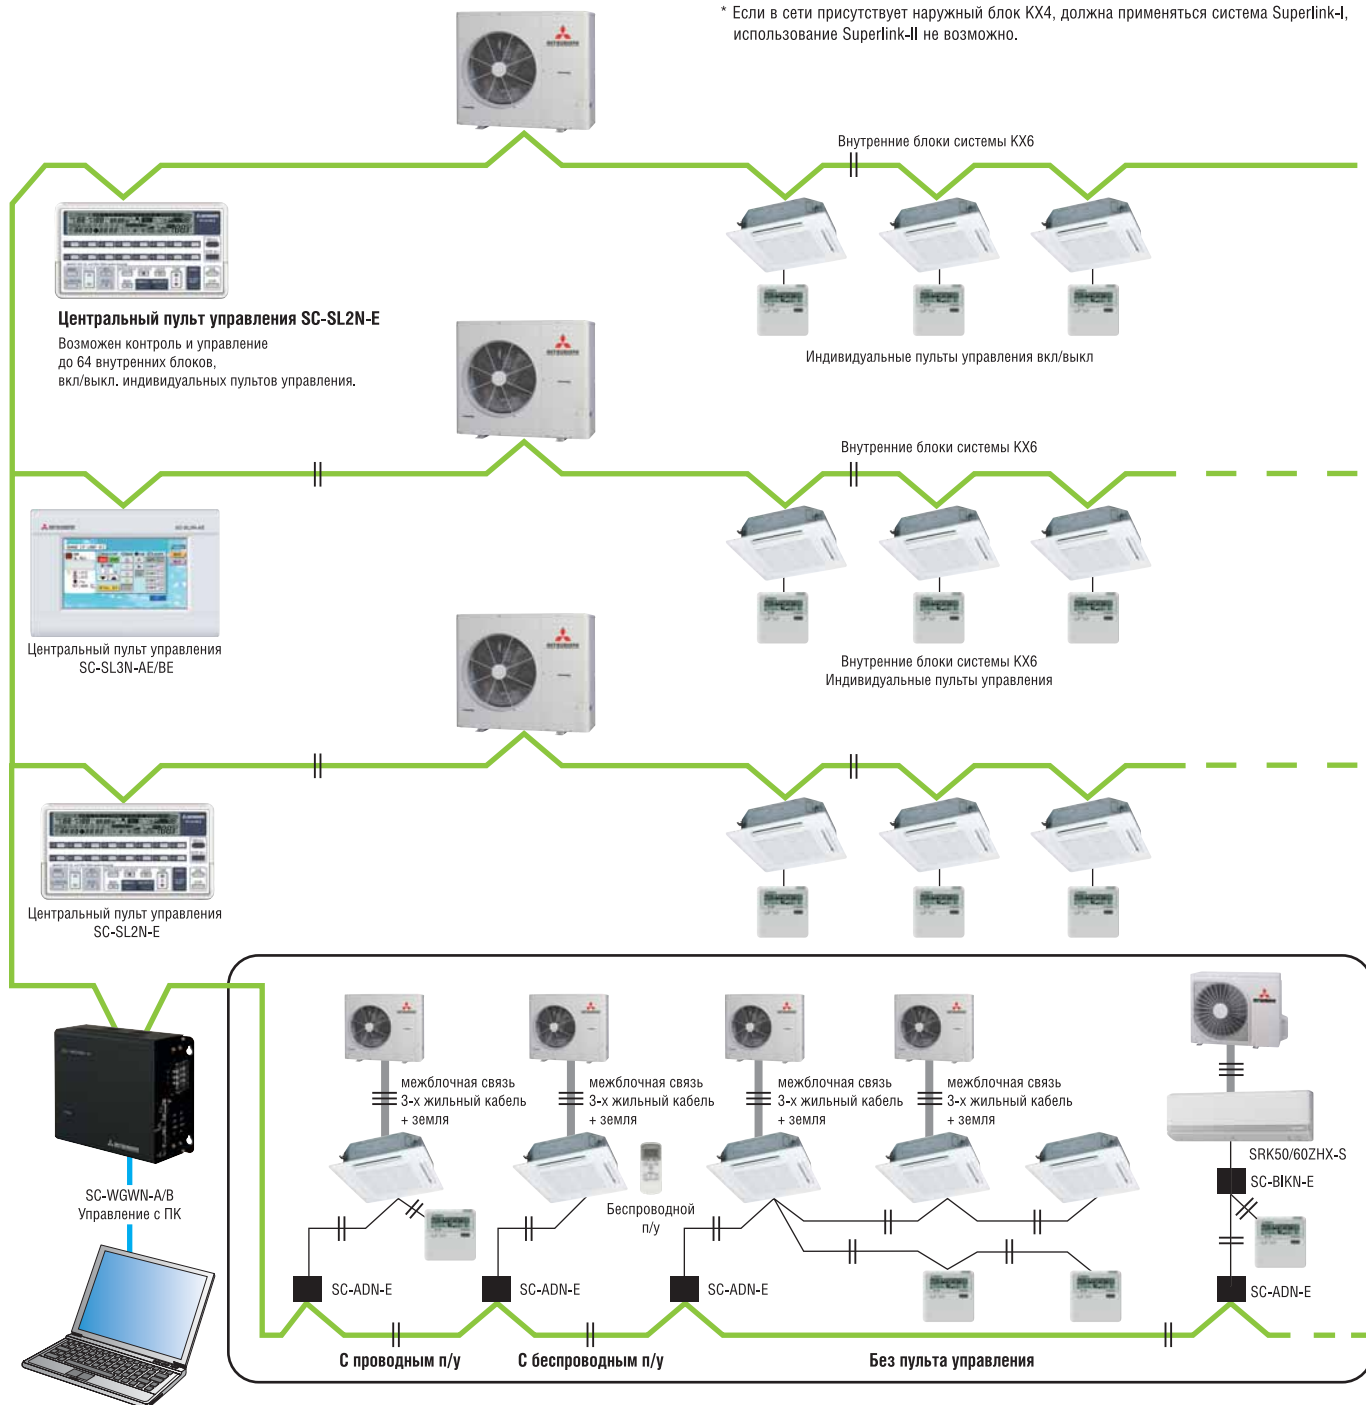 * Если в сети присутствует наружный блок KX4, должна применяться система Superlink-I,
использование Superlink-II не возможно.
Внутренние блоки системы KX6
Центральный пульт управления SC-SL2N-E
Возможен контроль и управление
до 64 внутренних блоков,
вкл/выкл. индивидуальных пультов управления.
Индивидуальные пульты управления вкл/выкл
Внутренние блоки системы KX6
Центральный пульт управления
SC-SL3N-AE/BE
Внутренние блоки системы KX6
Индивидуальные пульты управления
Центральный пульт управления
SC-SL2N-E
межблочная связь
3-х жильный кабель
+ земля
межблочная связь
3-х жильный кабель
+ земля
межблочная связь
3-х жильный кабель
+ земля
межблочная связь
3-х жильный кабель
+ земля
SRK50/60ZHX-S
SC-BIKN-E
SC-WGWN-A/B
Управление с ПК
Беспроводной
п/у
SC-ADN-E
SC-ADN-E
SC-ADN-E
SC-ADN-E
С проводным п/у
С беспроводным п/у
Без пульта управления